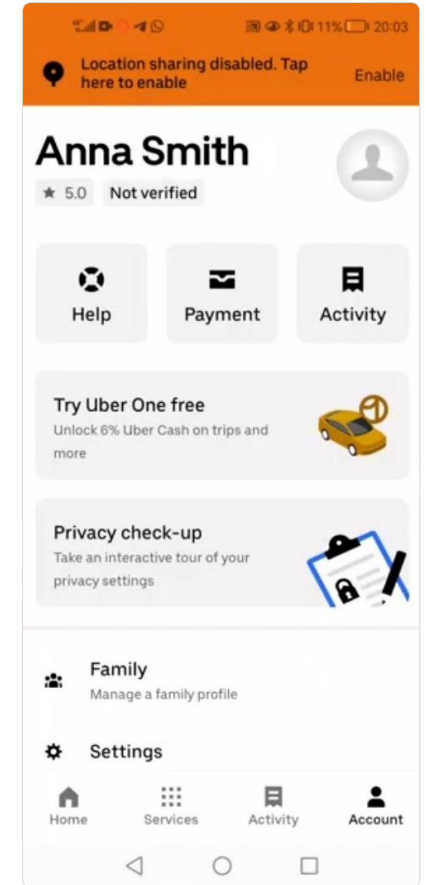 11% 20:03
Location sharing disabled. Tap
here to enable
Enable
Anna Smith
5.0 Not verified
Help Payment Activity
Try Uber One free
Unlock 6% Uber Cash on trips and
more
Privacy check-up
Take an interactive tour of your
privacy settings
Family
Manage a family profile
Settings
Home Services Activity Account